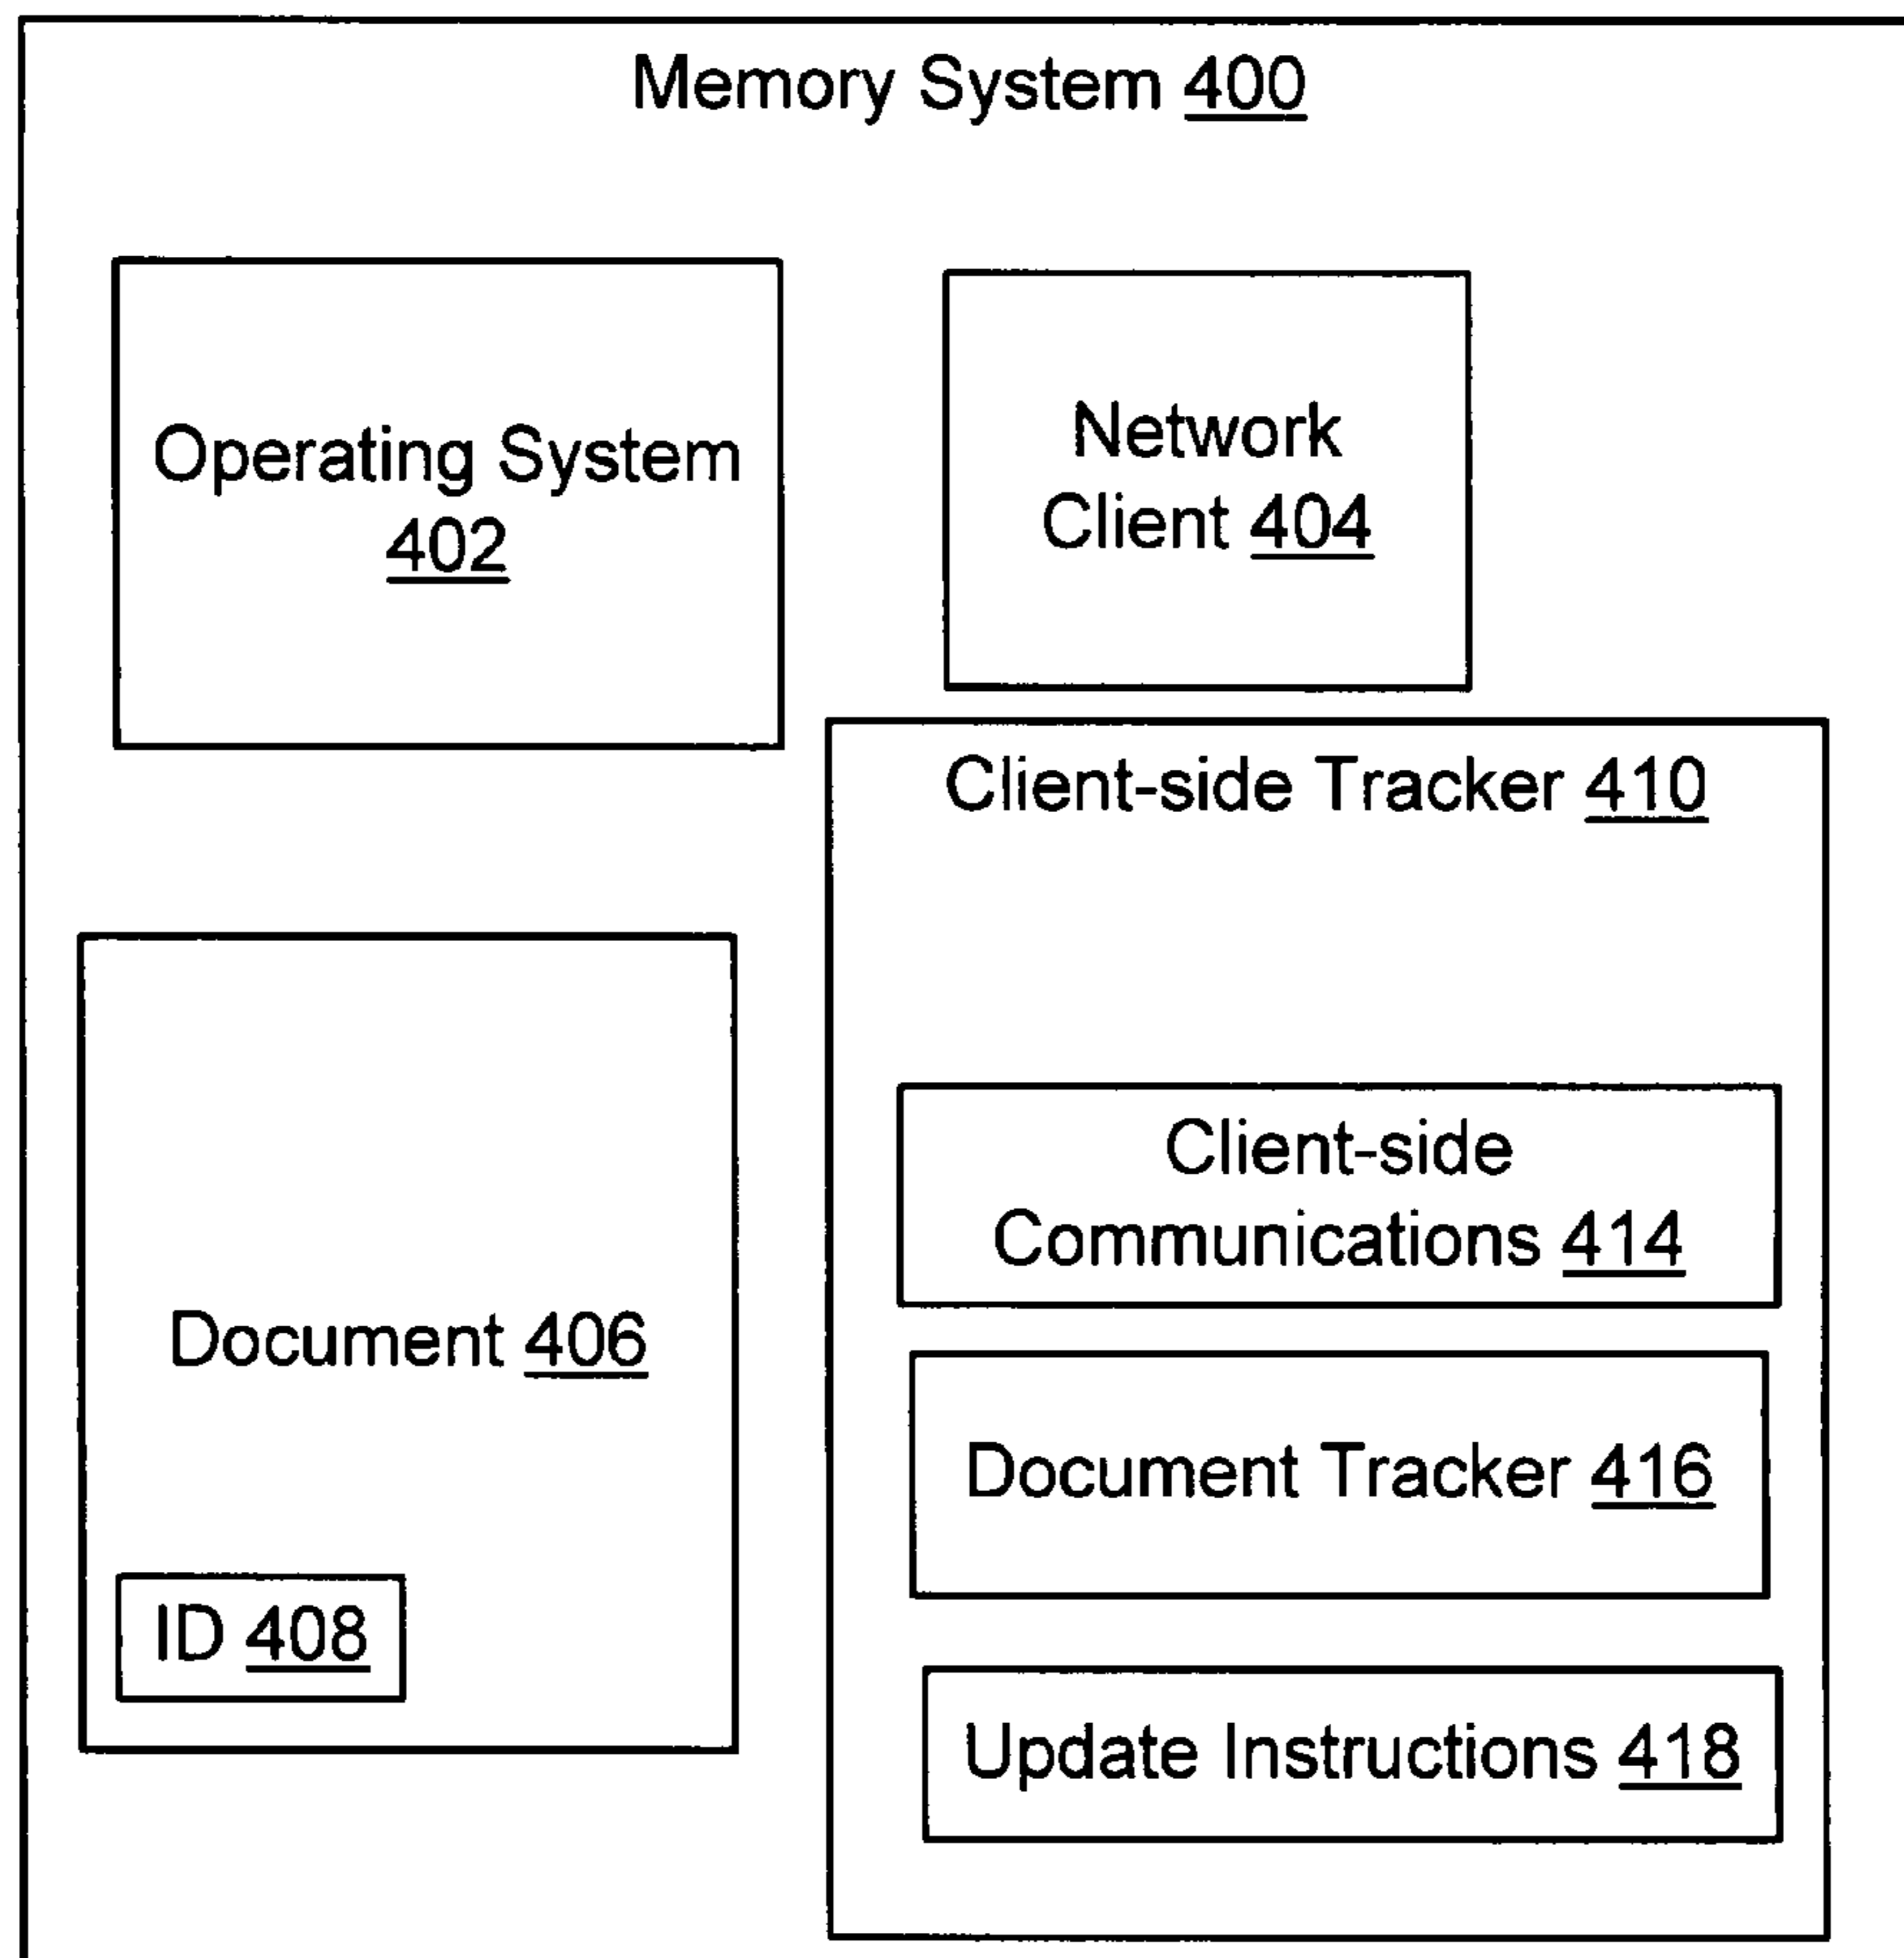 Memory System 400
Operating System
402
Network
Client 404
Client-side Tracker 410
Client-side
Communications 414
Document 406
Document Tracker 416
ID 408
Update Instructions 418